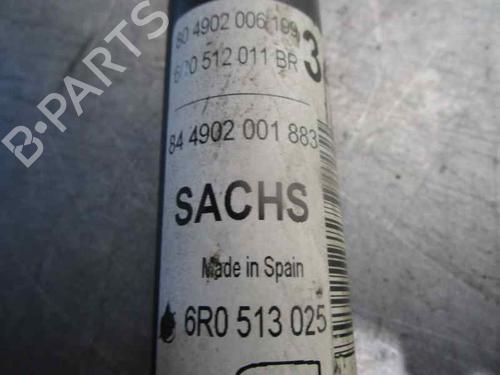 80 4902 006 199
6R0 512 011 BR
84 4902 001 883
SACHS
Made in Spain
6R0 513 025
B-PARTS